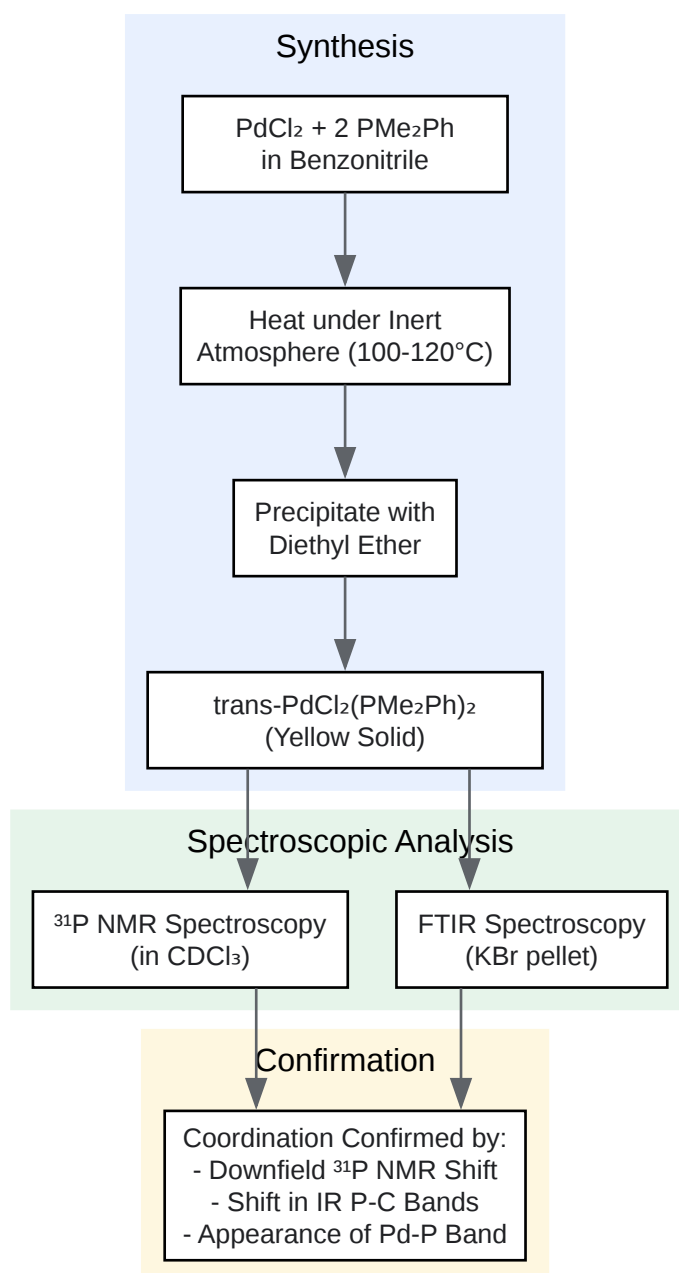 Synthesis
PdCl₂ + 2 PMe₂Ph
in Benzonitrile
Heat under Inert
Atmosphere (100-120°C)
Precipitate with
Diethyl Ether
trans-PdCl₂(PMe₂Ph)₂
(Yellow Solid)
Spectroscopic Analysis
³¹P NMR Spectroscopy
(in CDCl₃)
FTIR Spectroscopy
(KBr pellet)
Confirmation
Coordination Confirmed by:
- Downfield ³¹P NMR Shift
- Shift in IR P-C Bands
- Appearance of Pd-P Band